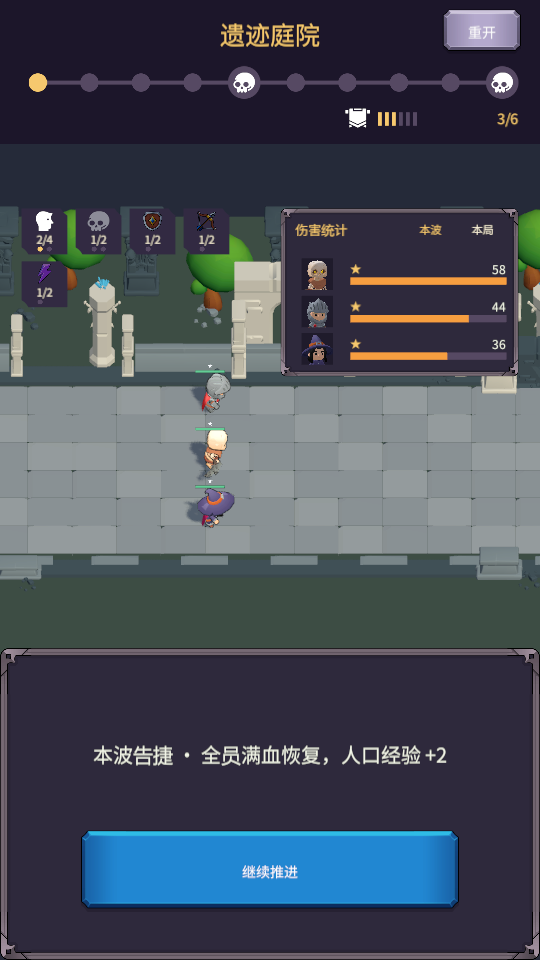 遗迹庭院
重开
3/6
2/4
1/2
1/2
1/2
1/2
伤害统计
本波
本局
58
44
36
本波告捷 · 全员满血恢复，人口经验 +2
继续推进